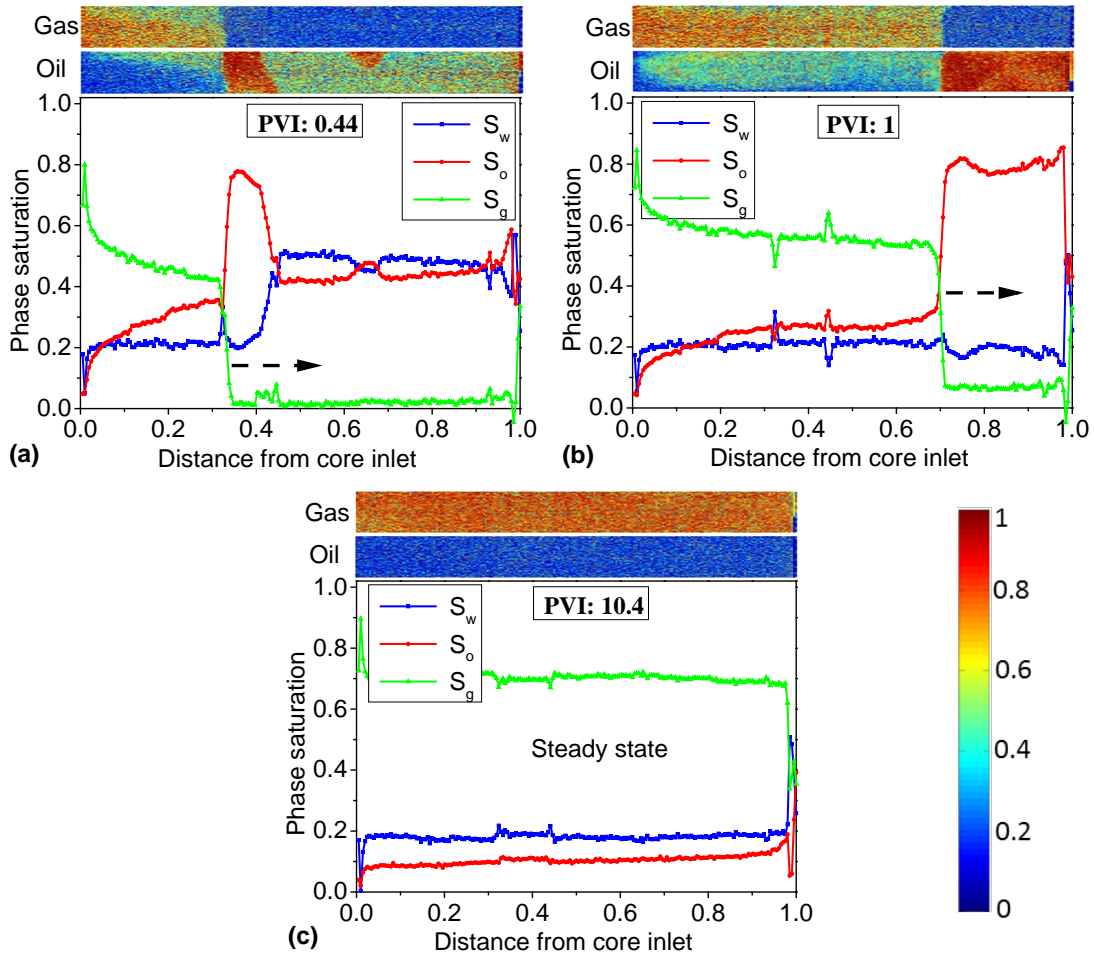 Gas
Oil
PVI: 0.44
S_w
S_o
S_g
Phase saturation
1.0
0.8
0.6
0.4
0.2
0.0
0.0 0.2 0.4 0.6 0.8 1.0
Distance from core inlet
(a)
Gas
Oil
PVI: 1
S_w
S_o
S_g
Phase saturation
1.0
0.8
0.6
0.4
0.2
0.0
0.0 0.2 0.4 0.6 0.8 1.0
Distance from core inlet
(b)
Gas
Oil
PVI: 10.4
S_w
S_o
S_g
Steady state
Phase saturation
1.0
0.8
0.6
0.4
0.2
0.0
0.0 0.2 0.4 0.6 0.8 1.0
Distance from core inlet
(c)
1
0.8
0.6
0.4
0.2
0